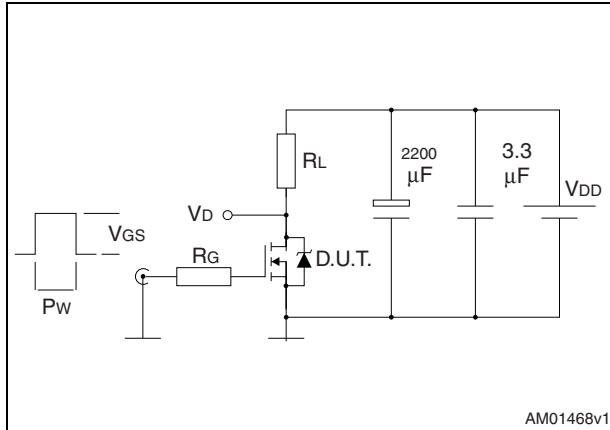 RL
2200
μF
3.3
μF
VDD
VD
VGS
RG
D.U.T.
PW
AM01468v1